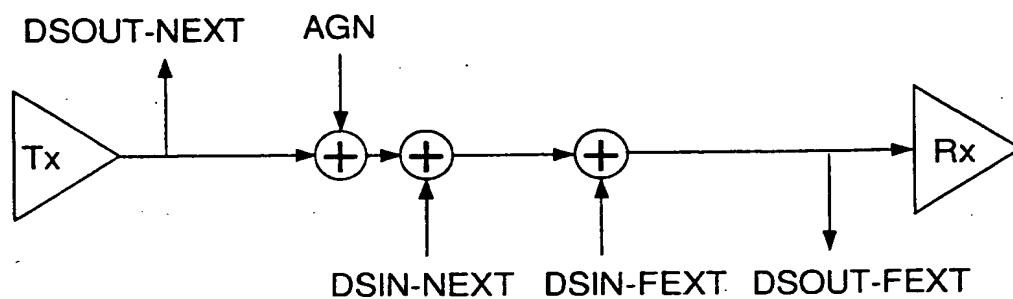 DSOUT-NEXT AGN
Tx + + + Rx
DSIN-NEXT DSIN-FEXT DSOUT-FEXT